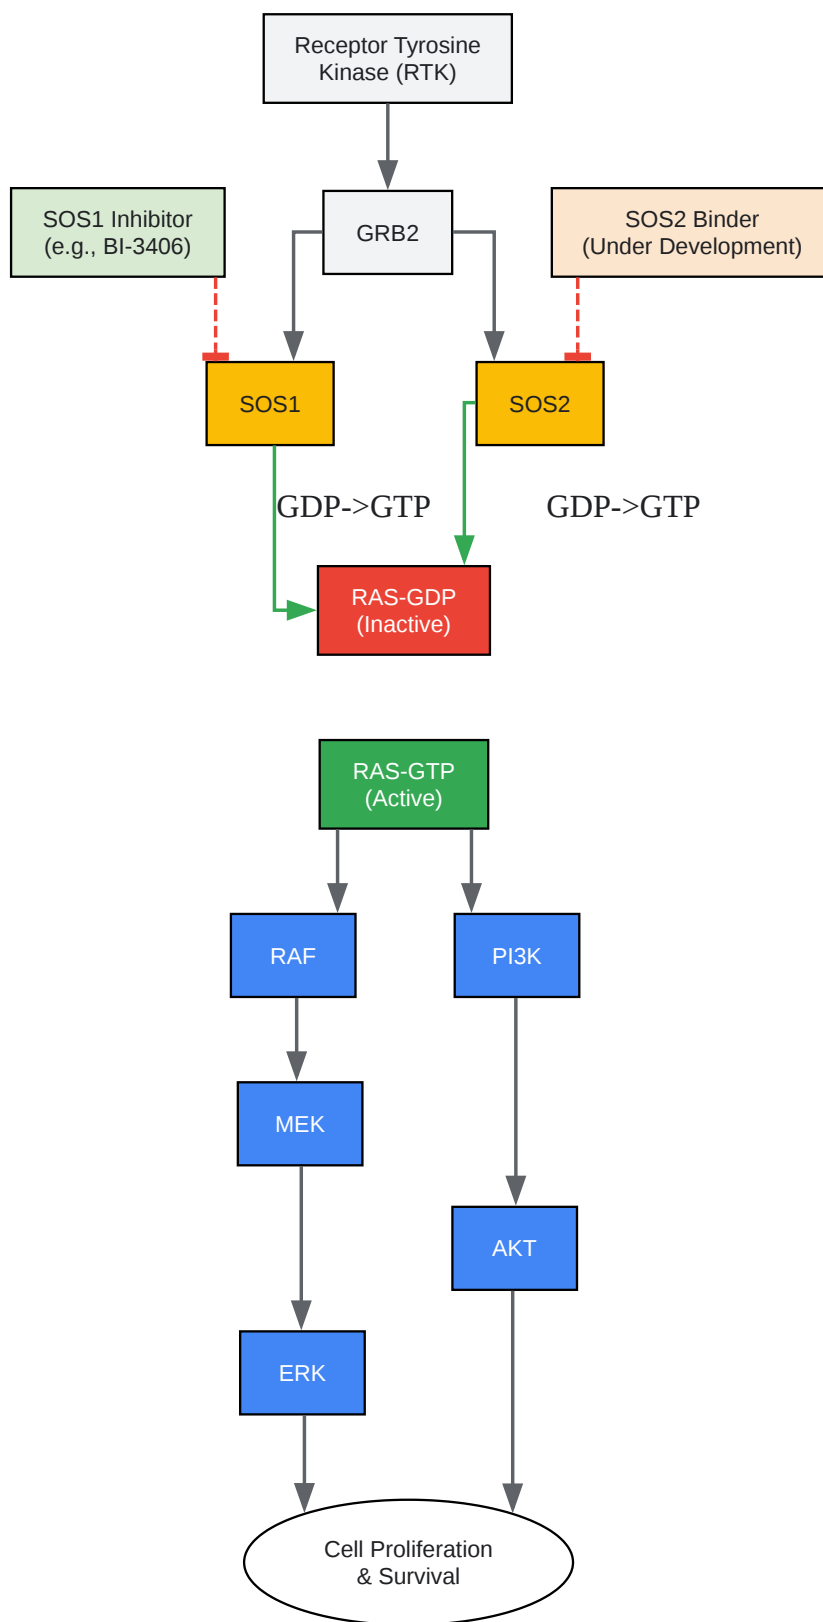 Receptor Tyrosine
Kinase (RTK)
SOS1 Inhibitor
(e.g., BI-3406)
GRB2
SOS2 Binder
(Under Development)
SOS1
SOS2
GDP->GTP
GDP->GTP
RAS-GDP
(Inactive)
RAS-GTP
(Active)
RAF
PI3K
MEK
AKT
ERK
Cell Proliferation
& Survival